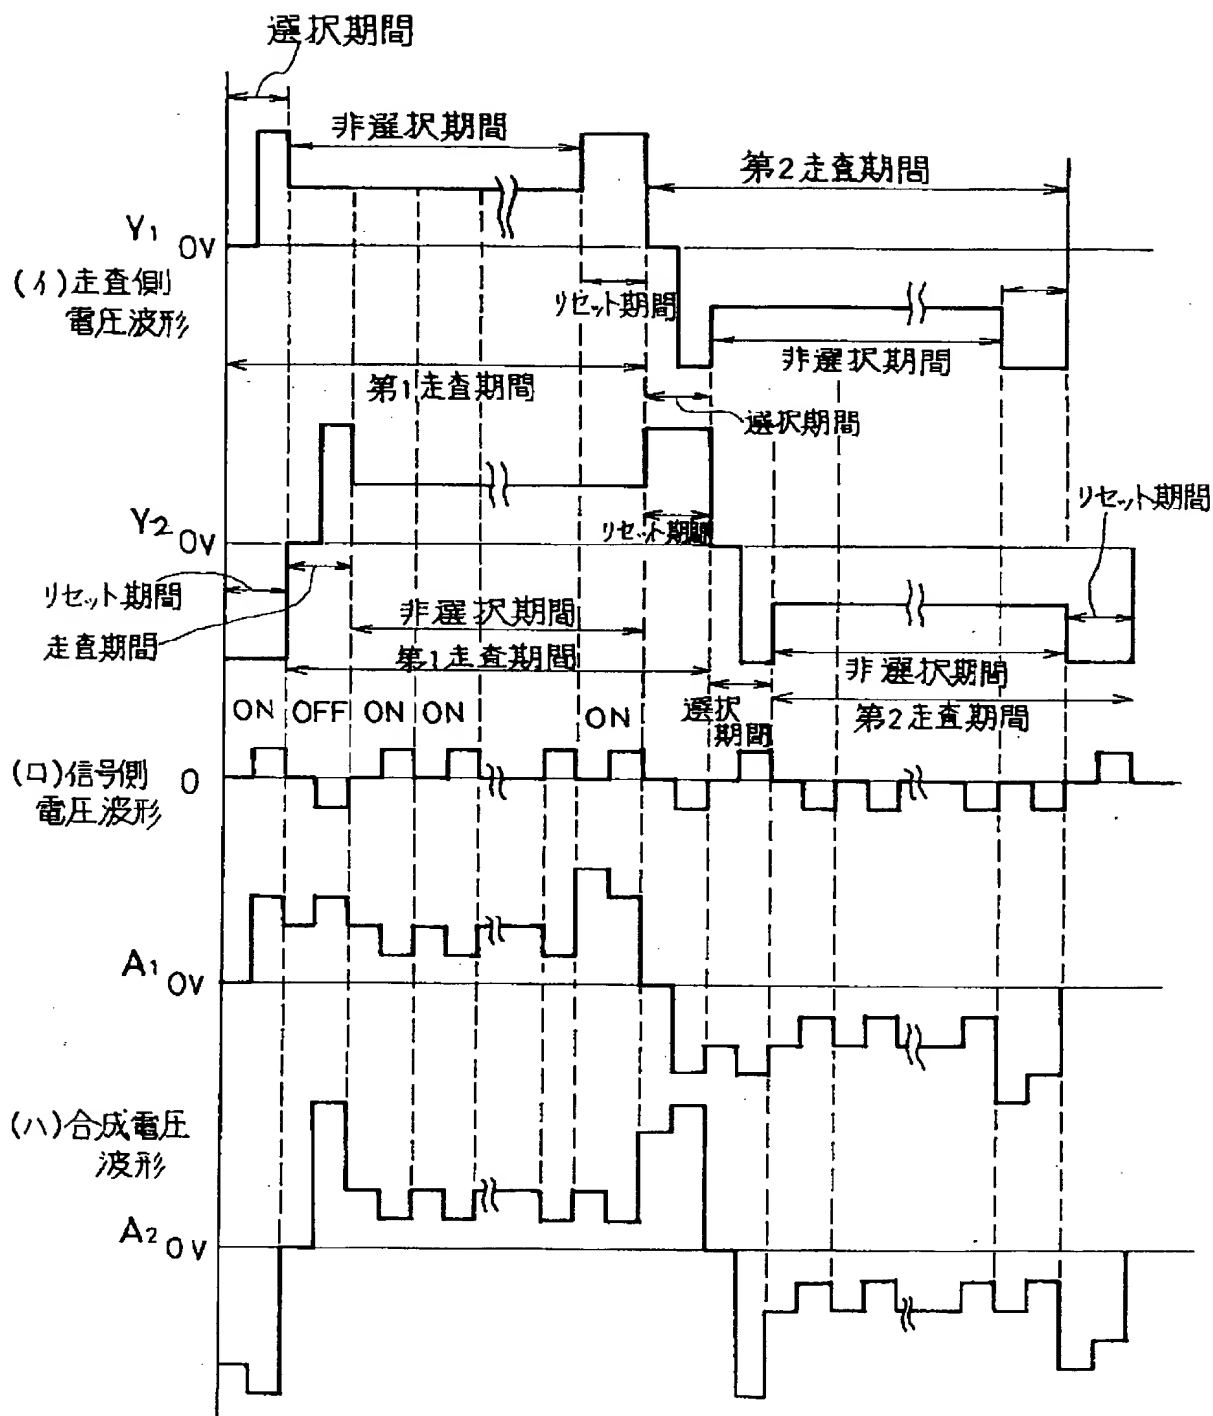 選択期間
非選択期間
第2走査期間
Y1 0V
(イ)走査側
電圧波形
リセット期間
非選択期間
第1走査期間
選択期間
リセット期間
Y2 0V
リセット期間
リセット期間
走査期間
非選択期間
第1走査期間
非選択期間
選択
期間
第2走査期間
ON OFF ON ON ON
(ロ)信号側
電圧波形
0
A1 0V
(ハ)合成電圧
波形
A2 0V